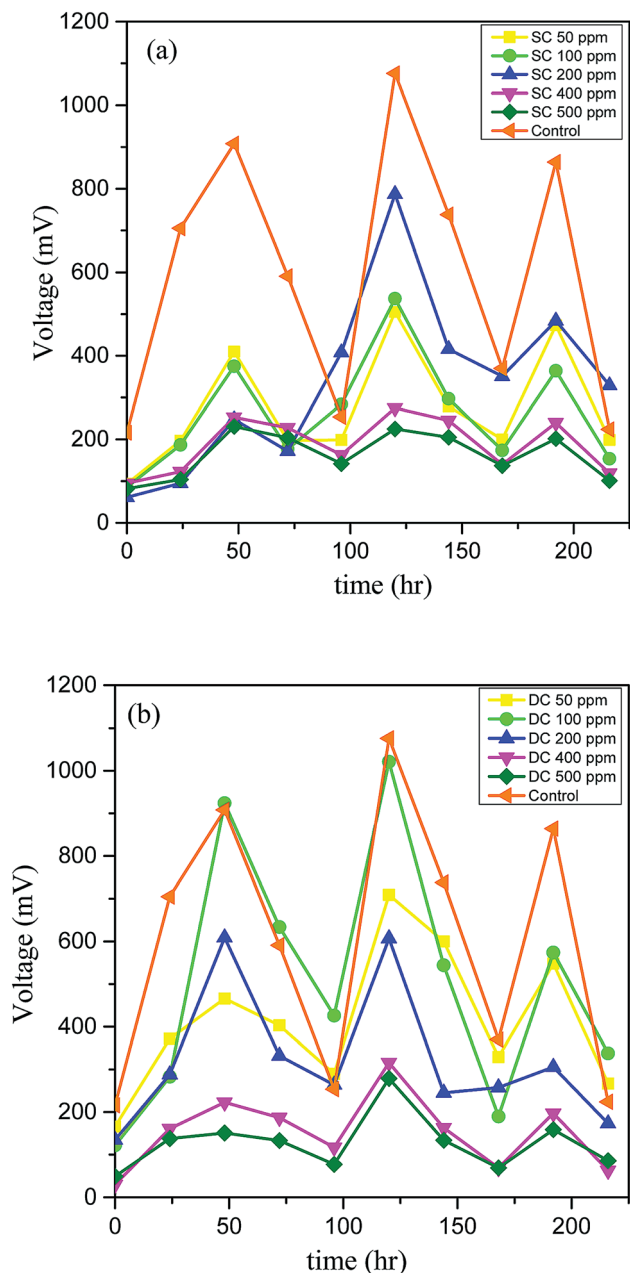 (a)
SC 50 ppm
SC 100 ppm
SC 200 ppm
SC 400 ppm
SC 500 ppm
Control
1200
1000
800
600
400
200
0
Voltage (mV)
0 50 100 150 200
time (hr)
(b)
DC 50 ppm
DC 100 ppm
DC 200 ppm
DC 400 ppm
DC 500 ppm
Control
1200
1000
800
600
400
200
0
Voltage (mV)
0 50 100 150 200
time (hr)